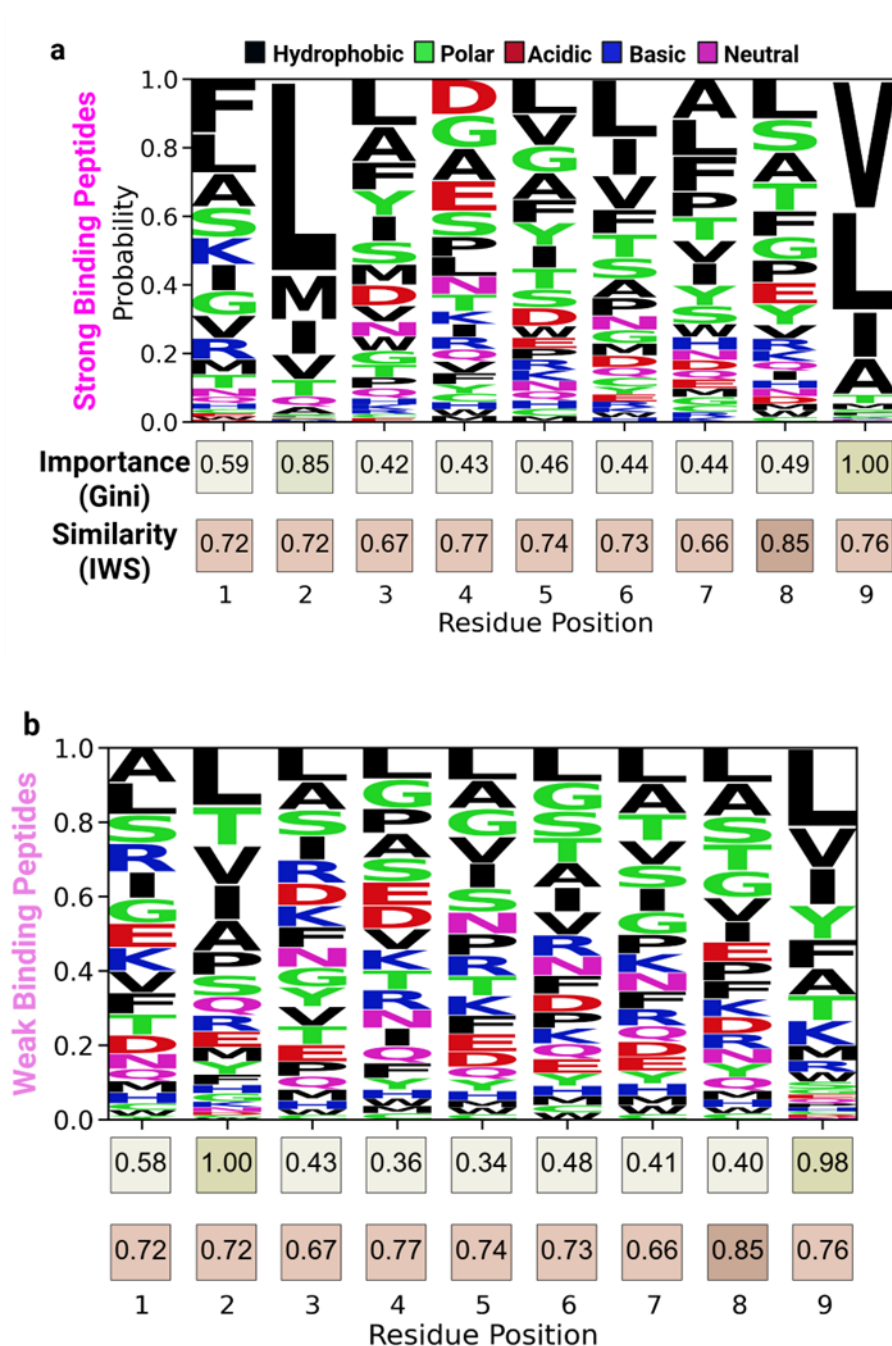 a
Hydrophobic Polar Acidic Basic Neutral
Strong Binding Peptides
Probability
1.0
0.8
0.6
0.4
0.2
0.0
F L A S K I G V R M T
L M I V T Q A
L A F Y I S M D V N W G T P Q
D G A E S P L N T K I R Q V F Y
L V G A F Y I T S D W E P R N Q
L I V F T S A P N G M D Q
A L F P T V I Y S W H N D Q E M
L S A T F G P E Y V R K I H N D
V L I A T
Importance (Gini)
0.59 0.85 0.42 0.43 0.46 0.44 0.44 0.49 1.00
Similarity (IWS)
0.72 0.72 0.67 0.77 0.74 0.73 0.66 0.85 0.76
1 2 3 4 5 6 7 8 9
Residue Position
b
Weak Binding Peptides
1.0
0.8
0.6
0.4
0.2
0.0
A L S R I G E K V F T D N Q M H
L T V I A P S Q R E M Y F
L A S I R D K F N G Y V T E P Q M H
L G P A S E D V K T R N I Q F Y H
L A G V I S N P R T K F E D Q Y H
L G S T A I V R N F D P K Q E Y H
L A T V S I G P K N F R Q D E Y H
L A S T G V I E P F K D R N Y Q
L V I Y F A T K M R W
0.58 1.00 0.43 0.36 0.34 0.48 0.41 0.40 0.98
0.72 0.72 0.67 0.77 0.74 0.73 0.66 0.85 0.76
1 2 3 4 5 6 7 8 9
Residue Position